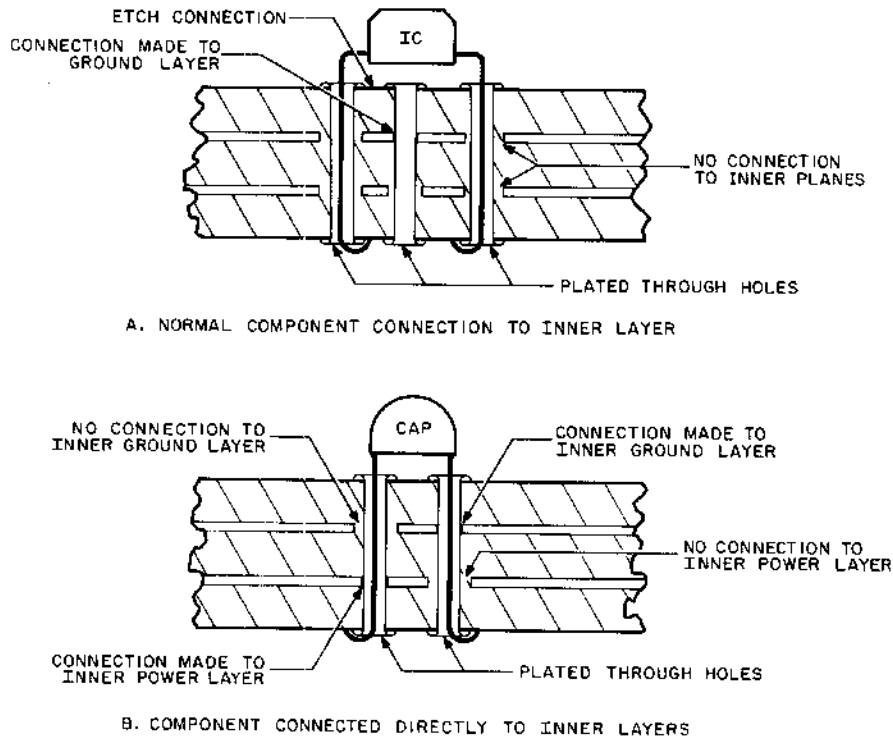 ETCH CONNECTION
IC
CONNECTION MADE TO
GROUND LAYER
NO CONNECTION
TO INNER PLANES
PLATED THROUGH HOLES
A. NORMAL COMPONENT CONNECTION TO INNER LAYER
CAP
NO CONNECTION TO
INNER GROUND LAYER
CONNECTION MADE TO
INNER GROUND LAYER
NO CONNECTION TO
INNER POWER LAYER
CONNECTION MADE TO
INNER POWER LAYER
PLATED THROUGH HOLES
B. COMPONENT CONNECTED DIRECTLY TO INNER LAYERS